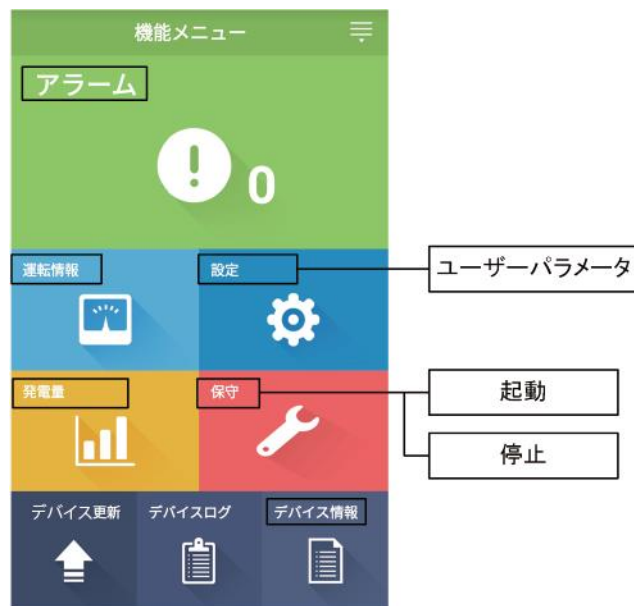 機能メニュー
アラーム
0
運転情報
設定
ユーザーパラメータ
発電量
保守
起動
停止
デバイス更新
デバイスログ
デバイス情報